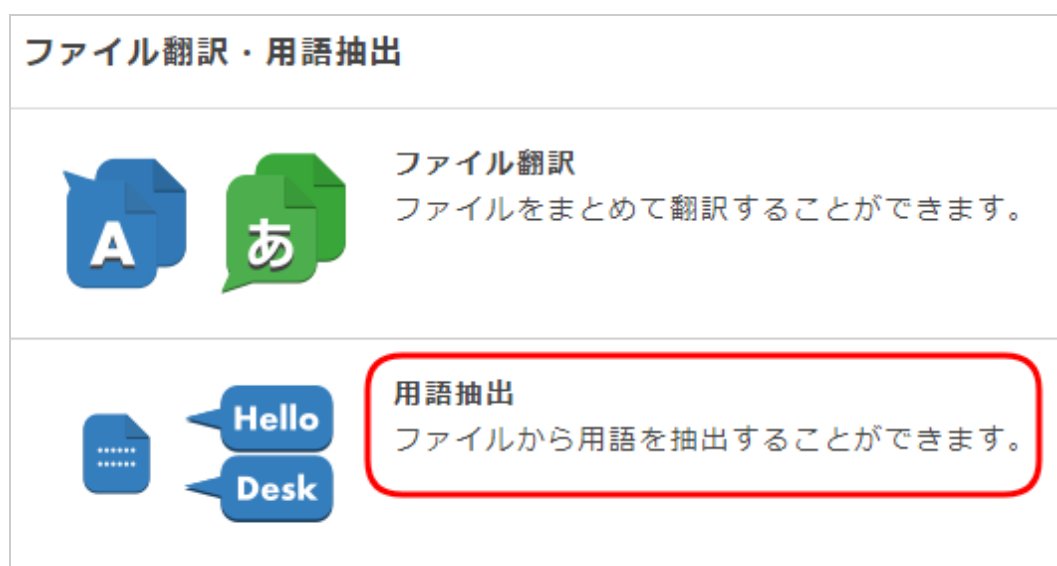 ファイル翻訳・用語抽出
A
あ
ファイル翻訳
ファイルをまとめて翻訳することができます。
Hello
Desk
用語抽出
ファイルから用語を抽出することができます。